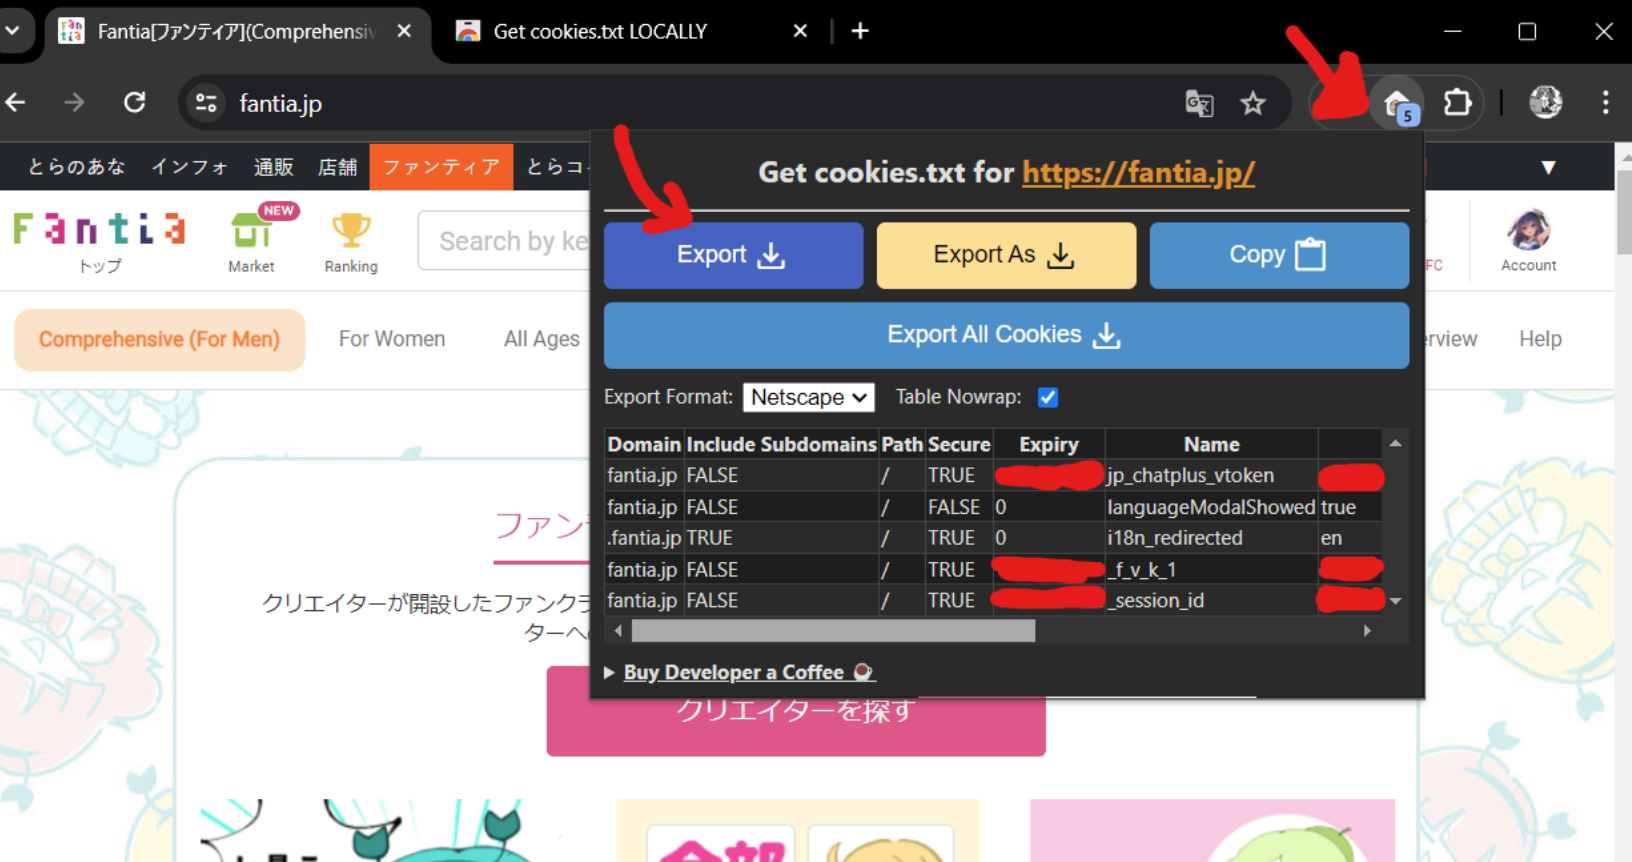 Fantia[ファンティア](Comprehensiv
Get cookies.txt LOCALLY
fantia.jp
5
とらのあな インフォ 通販 店舗 ファンティア とらコ
Get cookies.txt for https://fantia.jp/
Fantia
トップ
NEW
Market
Ranking
Search by ke
Export
Export As
Copy
FC
Account
Export All Cookies
Comprehensive (For Men)
For Women
All Ages
erview
Help
Export Format: Netscape
Table Nowrap:
Domain Include Subdomains Path Secure Expiry Name
fantia.jp FALSE / TRUE jp_chatplus_vtoken
fantia.jp FALSE / FALSE 0 languageModalShowed true
.fantia.jp TRUE / TRUE 0 i18n_redirected en
fantia.jp FALSE / TRUE _f_v_k_1
fantia.jp FALSE / TRUE _session_id
ファン
クリエイターが開設したファンクラ
ターへ
Buy Developer a Coffee
クリエイターを探す